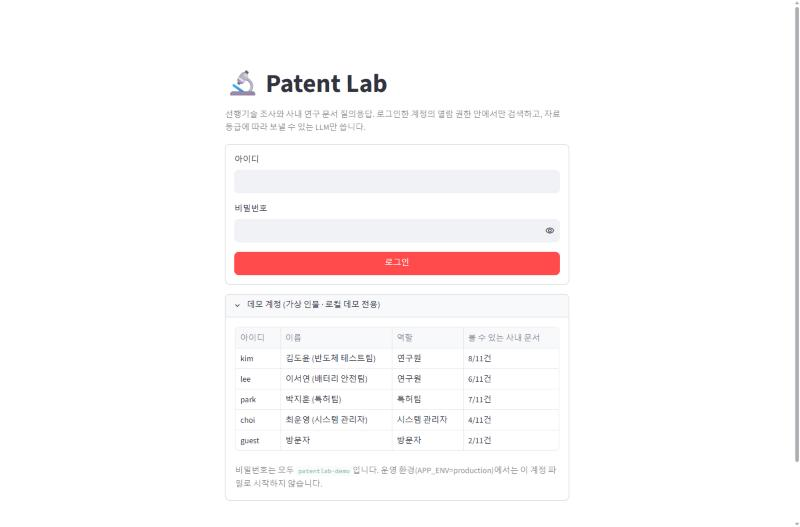 Patent Lab
선행기술 조사와 사내 연구 문서 질의응답. 로그인한 계정의 열람 권한 안에서만 검색하고, 자료
등급에 따라 보낼 수 있는 LLM만 씁니다.
아이디
비밀번호
로그인
데모 계정 (가상 인물 · 로컬 데모 전용)
아이디 이름 역할 볼 수 있는 사내 문서
kim 김도윤 (반도체 테스트팀) 연구원 8/11건
lee 이서연 (배터리 안전팀) 연구원 6/11건
park 박지훈 (특허팀) 특허팀 7/11건
choi 최운영 (시스템 관리자) 시스템 관리자 4/11건
guest 방문자 방문자 2/11건
비밀번호는 모두 patentlab-demo 입니다. 운영 환경(APP_ENV=production)에서는 이 계정 파
일로 시작하지 않습니다.